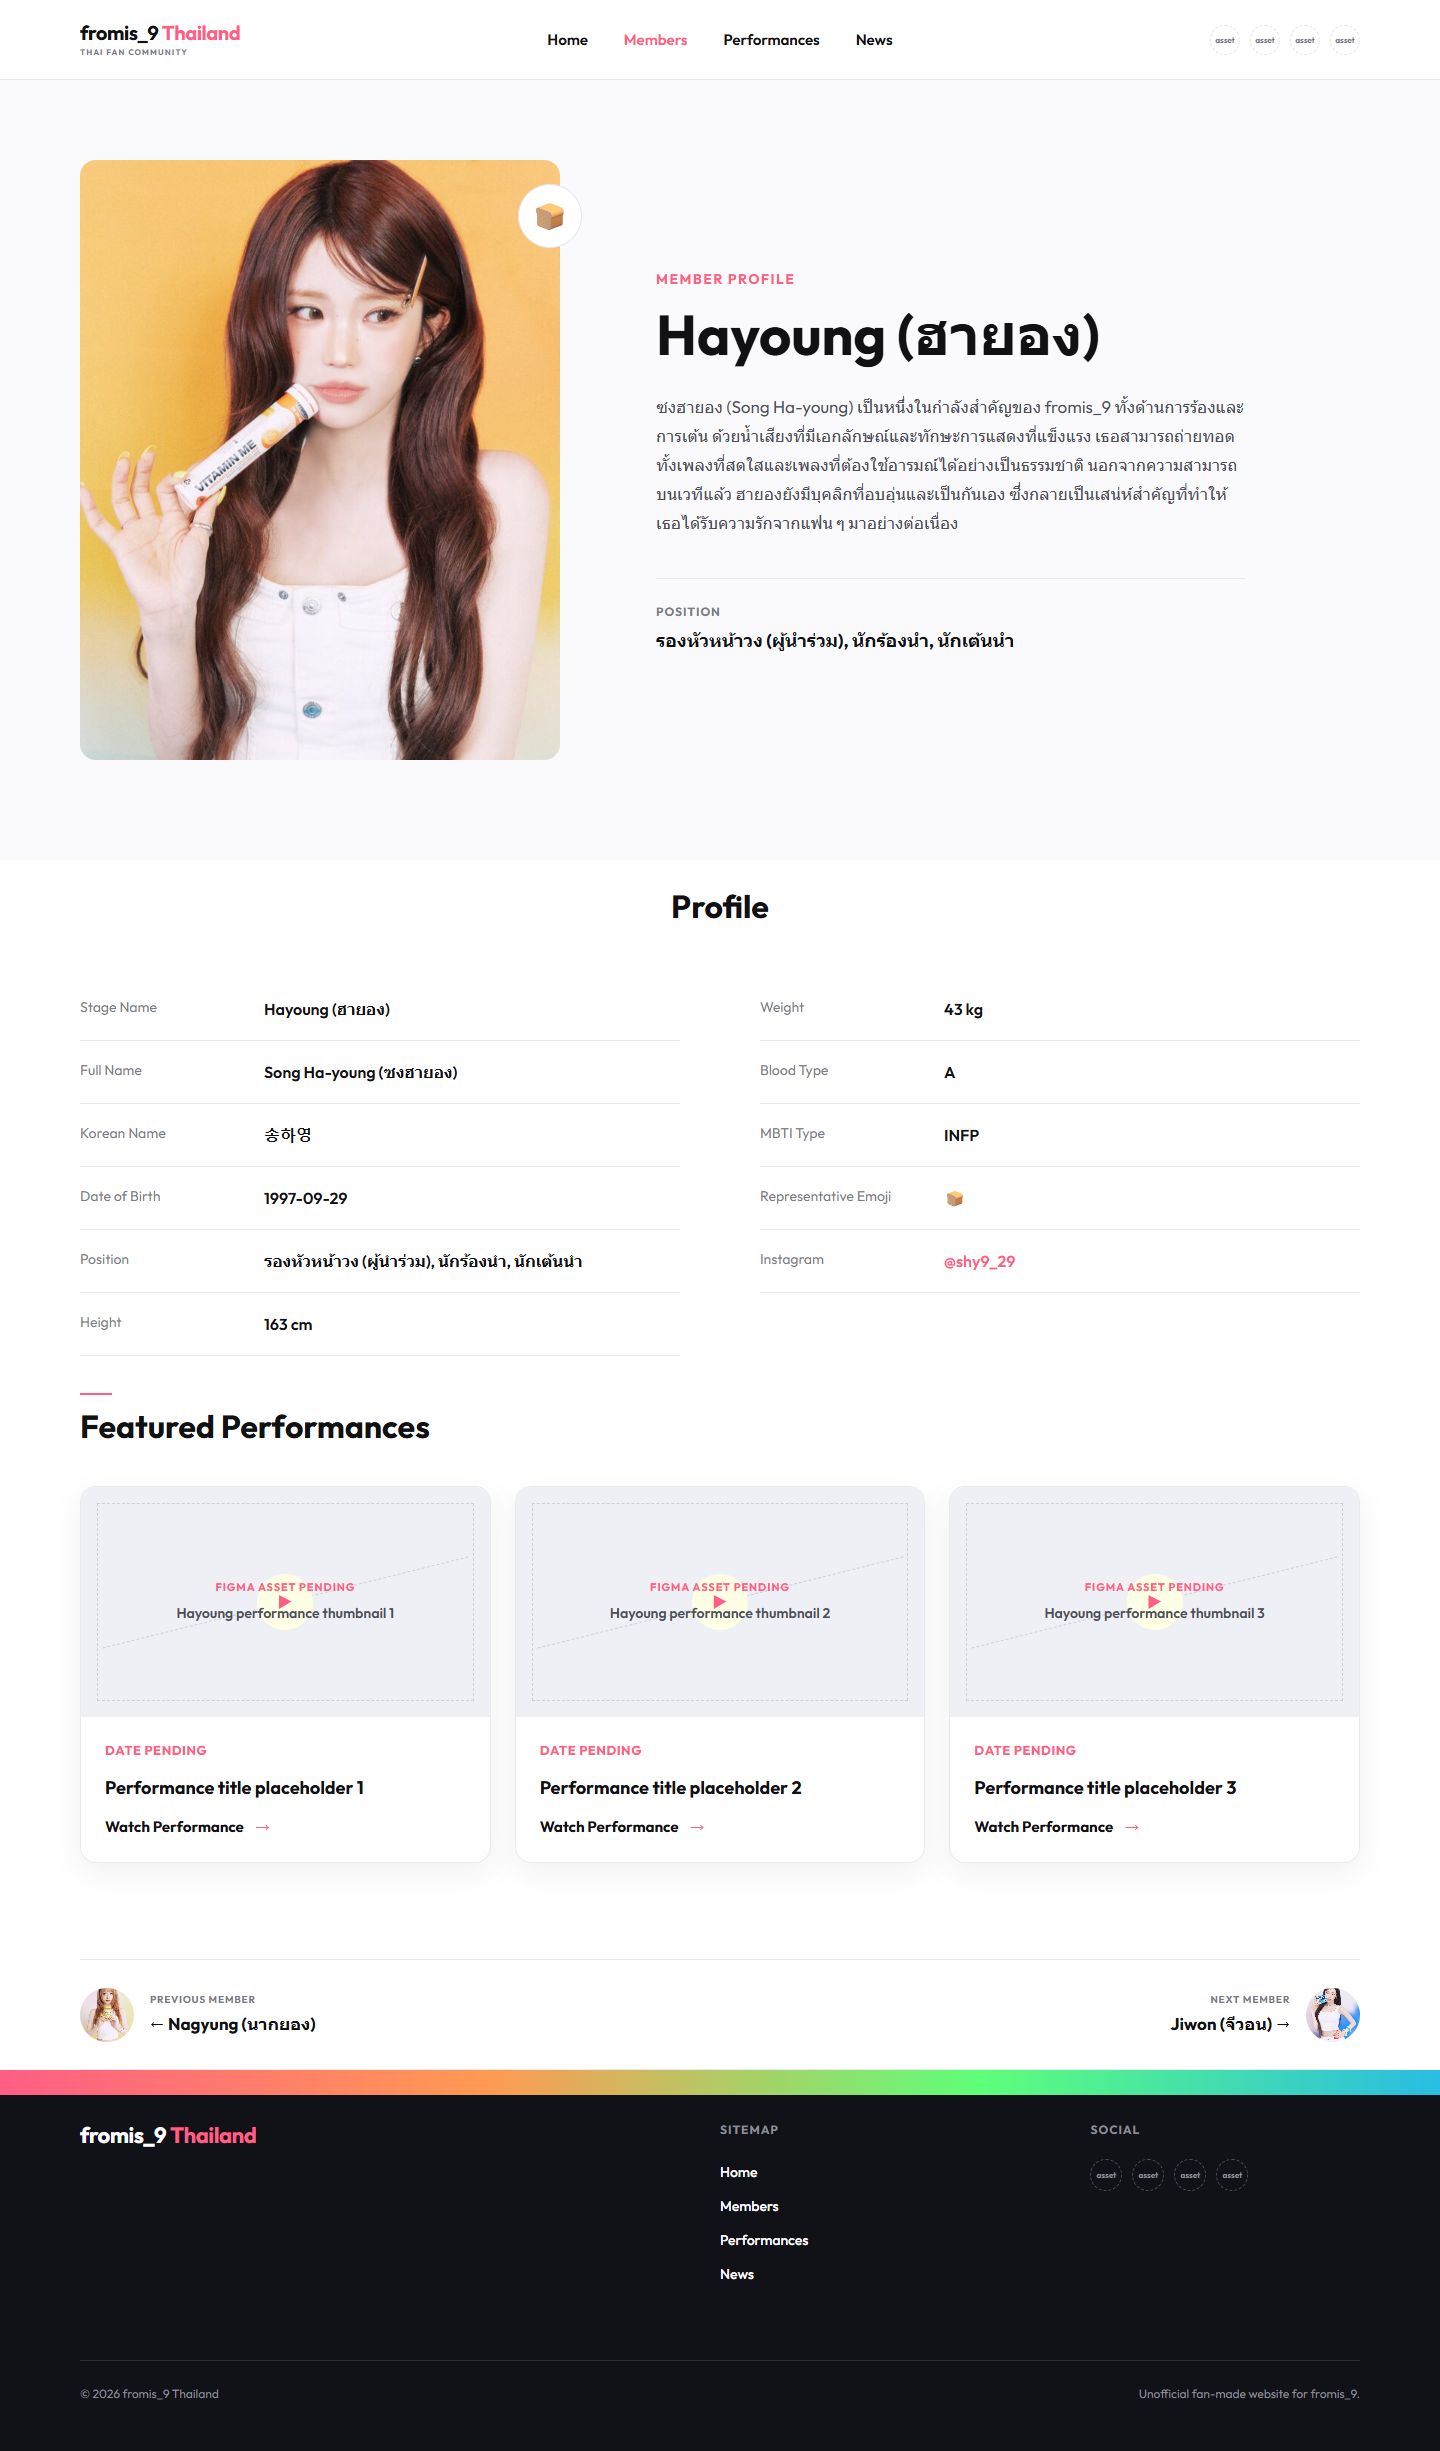 fromis_9 Thailand
THAI FAN COMMUNITY
Home
Members
Performances
News
asset
asset
asset
asset
VITAMIN ME
MEMBER PROFILE
Hayoung (ฮายอง)
ซงฮายอง (Song Ha-young) เป็นหนึ่งในกำลังสำคัญของ fromis_9 ทั้งด้านการร้องและ
การเต้น ด้วยน้ำเสียงที่มีเอกลักษณ์และทักษะการแสดงที่แข็งแรง เธอสามารถถ่ายทอด
ทั้งเพลงที่สดใสและเพลงที่ต้องใช้อารมณ์ได้อย่างเป็นธรรมชาติ นอกจากความสามารถ
บนเวทีแล้ว ฮายองยังมีบุคลิกที่อบอุ่นและเป็นกันเอง ซึ่งกลายเป็นเสน่ห์สำคัญที่ทำให้
เธอได้รับความรักจากแฟน ๆ มาอย่างต่อเนื่อง
POSITION
รองหัวหน้าวง (ผู้นำร่วม), นักร้องนำ, นักเต้นนำ
Profile
Stage Name
Hayoung (ฮายอง)
Full Name
Song Ha-young (ซงฮายอง)
Korean Name
송하영
Date of Birth
1997-09-29
Position
รองหัวหน้าวง (ผู้นำร่วม), นักร้องนำ, นักเต้นนำ
Height
163 cm
Weight
43 kg
Blood Type
A
MBTI Type
INFP
Representative Emoji
Instagram
@shy9_29
Featured Performances
FIGMA ASSET PENDING
Hayoung performance thumbnail 1
DATE PENDING
Performance title placeholder 1
Watch Performance →
FIGMA ASSET PENDING
Hayoung performance thumbnail 2
DATE PENDING
Performance title placeholder 2
Watch Performance →
FIGMA ASSET PENDING
Hayoung performance thumbnail 3
DATE PENDING
Performance title placeholder 3
Watch Performance →
PREVIOUS MEMBER
← Nagyung (นากยอง)
NEXT MEMBER
Jiwon (จีวอน) →
fromis_9 Thailand
SITEMAP
Home
Members
Performances
News
SOCIAL
asset
asset
asset
asset
© 2026 fromis_9 Thailand
Unofficial fan-made website for fromis_9.